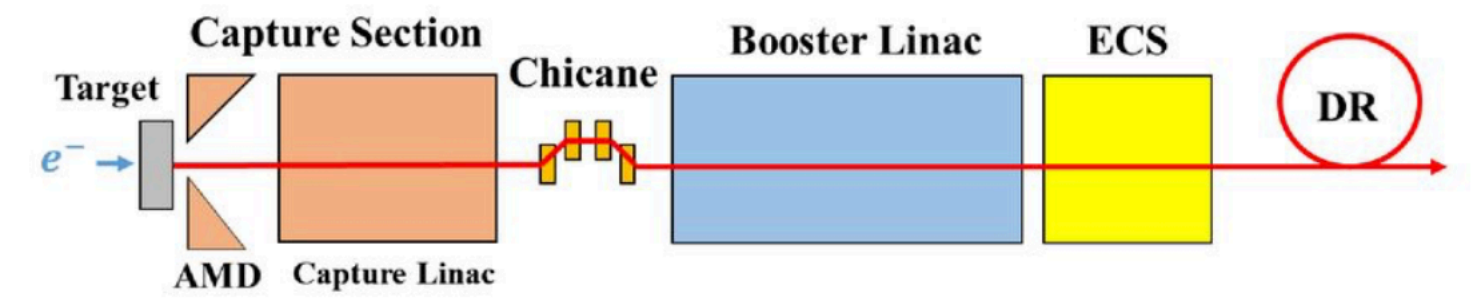 Capture Section
Target
e⁻
AMD
Capture Linac
Chicane
Booster Linac
ECS
DR